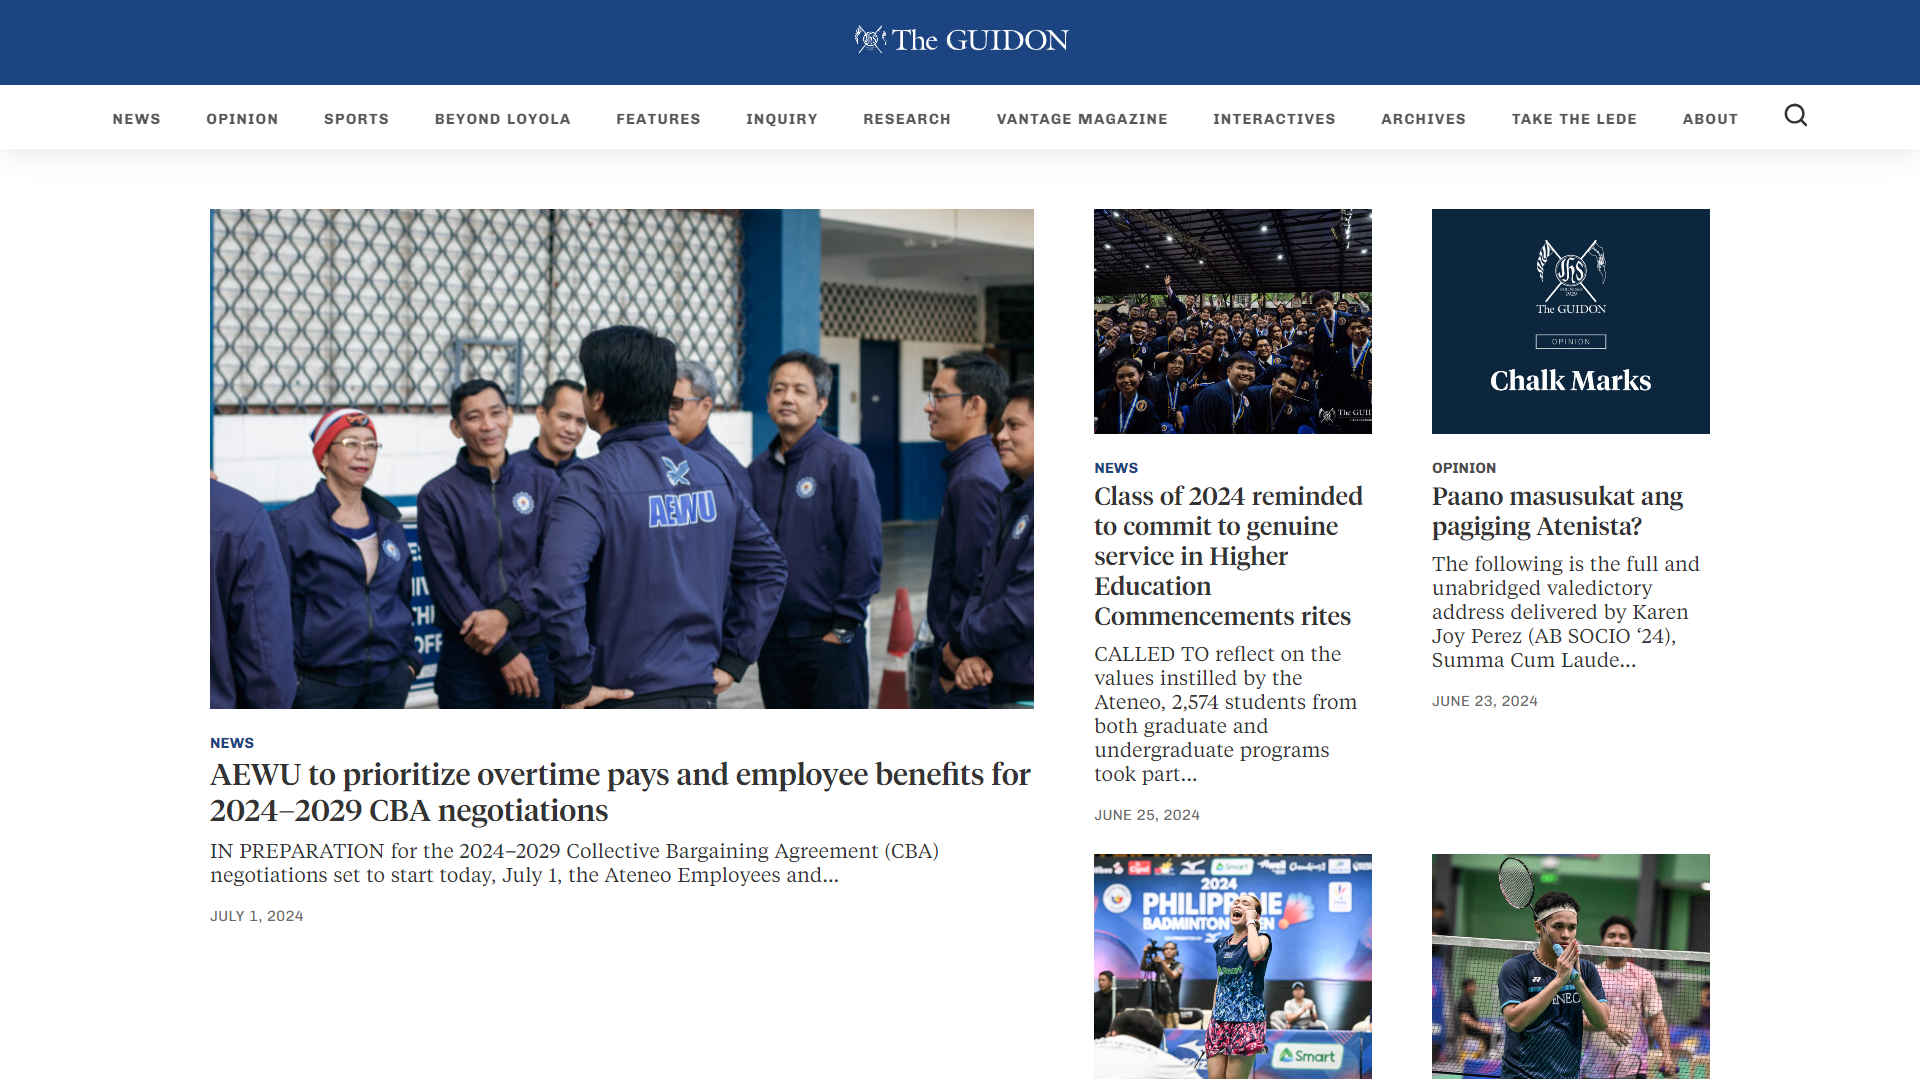 The GUIDON
NEWS
OPINION
SPORTS
BEYOND LOYOLA
FEATURES
INQUIRY
RESEARCH
VANTAGE MAGAZINE
INTERACTIVES
ARCHIVES
TAKE THE LEDE
ABOUT
AEWU
NEWS
AEWU to prioritize overtime pays and employee benefits for
2024–2029 CBA negotiations
IN PREPARATION for the 2024–2029 Collective Bargaining Agreement (CBA)
negotiations set to start today, July 1, the Ateneo Employees and...
JULY 1, 2024
The GUI
NEWS
Class of 2024 reminded
to commit to genuine
service in Higher
Education
Commencements rites
CALLED TO reflect on the
values instilled by the
Ateneo, 2,574 students from
both graduate and
undergraduate programs
took part...
JUNE 25, 2024
Jhs
FOUNDED
1929
The GUIDON
OPINION
Chalk Marks
OPINION
Paano masusukat ang
pagiging Atenista?
The following is the full and
unabridged valedictory
address delivered by Karen
Joy Perez (AB SOCIO ‘24),
Summa Cum Laude...
JUNE 23, 2024
Smart
2024
PHILIPPINE
BADMINTON
Smart
Smart